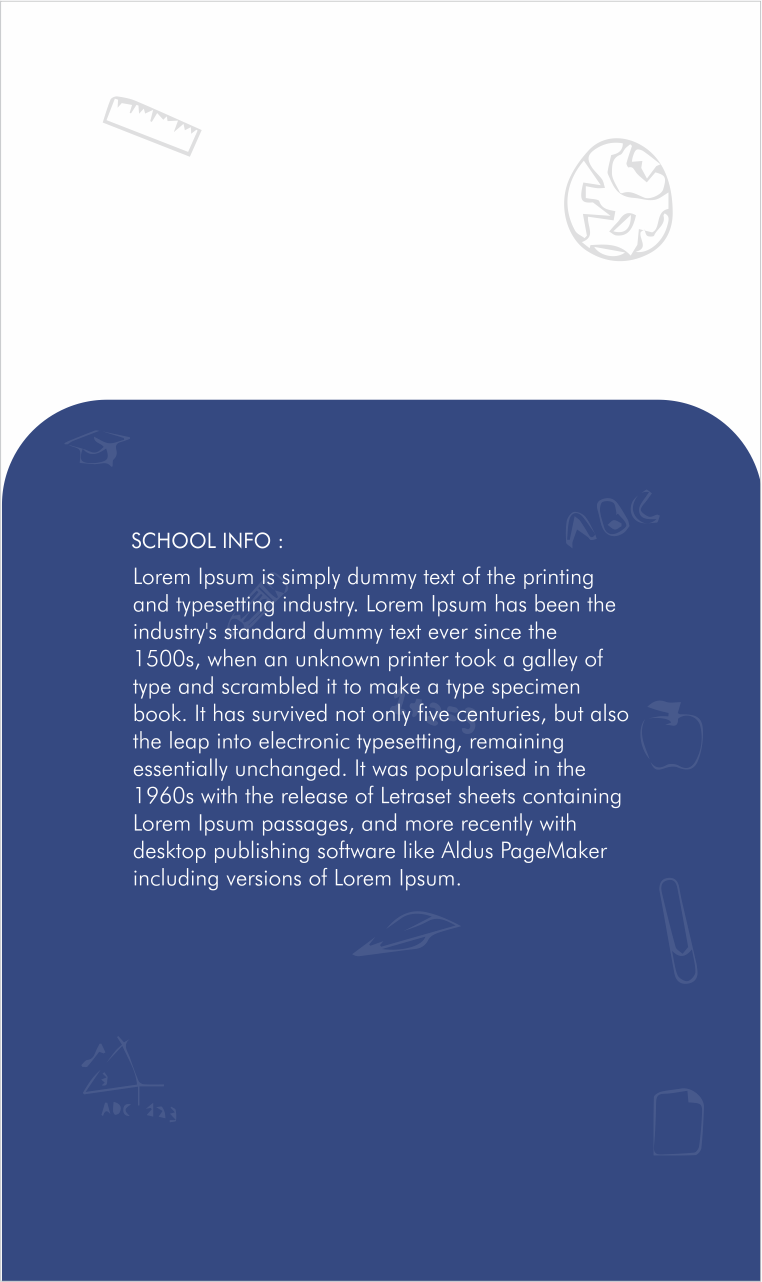 ABC
SCHOOL INFO :
Lorem Ipsum is simply dummy text of the printing
and typesetting industry. Lorem Ipsum has been the
industry's standard dummy text ever since the
1500s, when an unknown printer took a galley of
type and scrambled it to make a type specimen
book. It has survived not only five centuries, but also
the leap into electronic typesetting, remaining
essentially unchanged. It was popularised in the
1960s with the release of Letraset sheets containing
Lorem Ipsum passages, and more recently with
desktop publishing software like Aldus PageMaker
including versions of Lorem Ipsum.
ABC 123